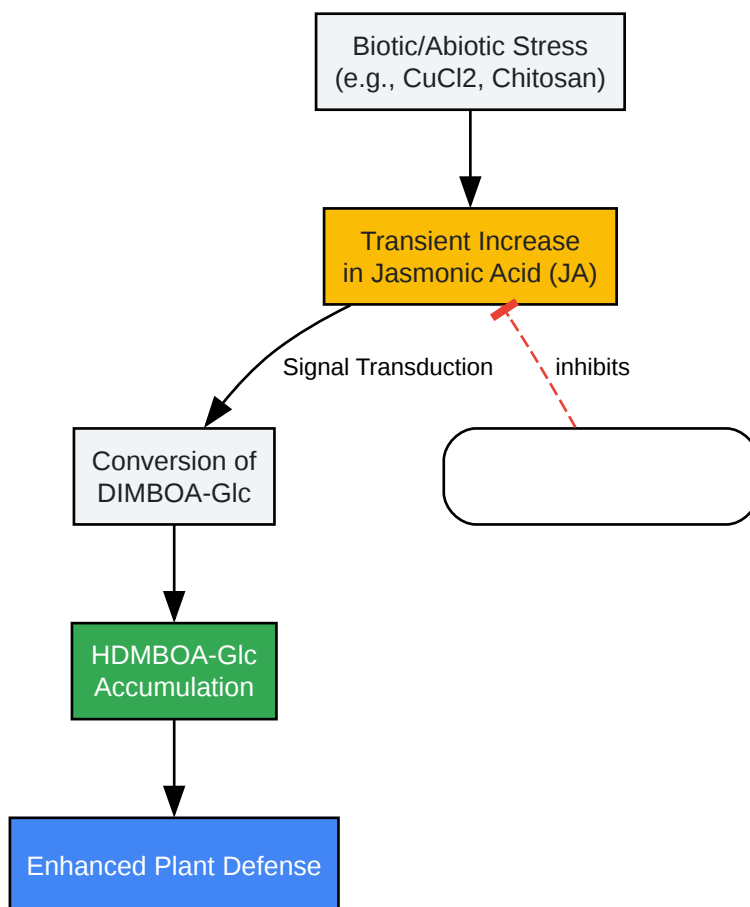 Biotic/Abiotic Stress
(e.g., CuCl2, Chitosan)
Transient Increase
in Jasmonic Acid (JA)
Signal Transduction
inhibits
Conversion of
DIMBOA-Glc
HDMBOA-Glc
Accumulation
Enhanced Plant Defense